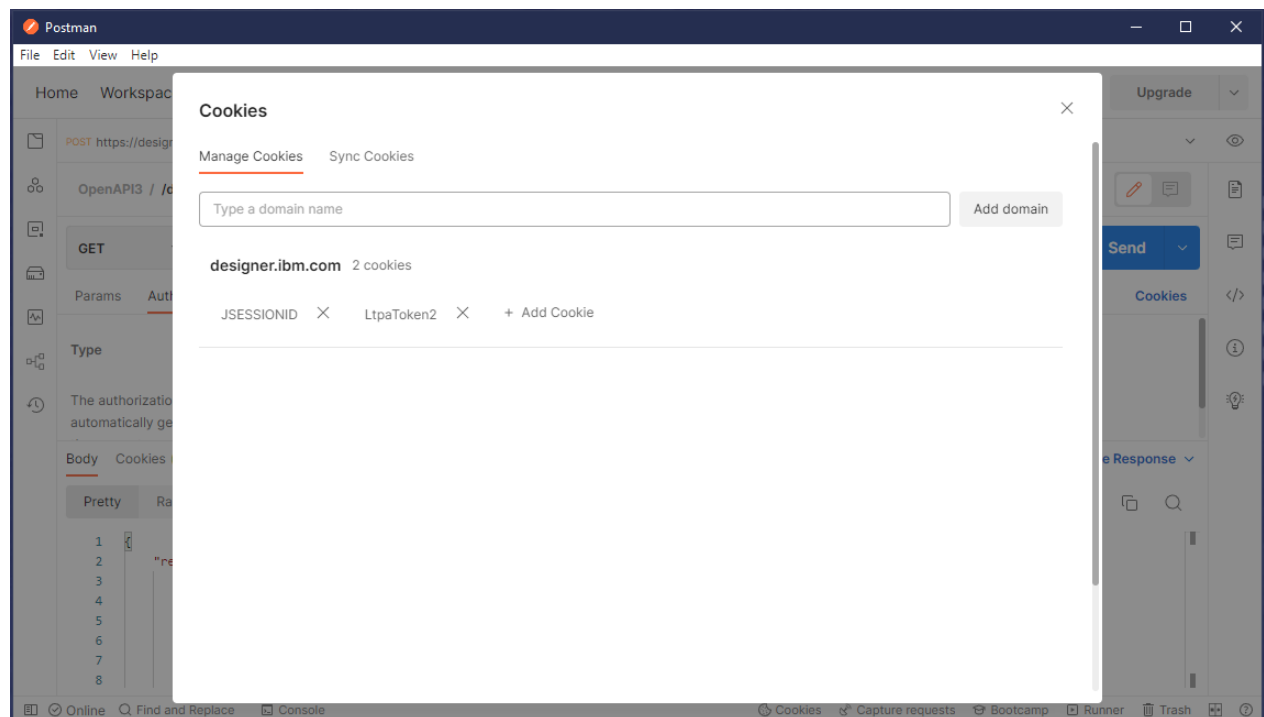 Postman
File Edit View Help
Home Workspac
Upgrade
Cookies
Manage Cookies Sync Cookies
POST https://desigr
OpenAPI3 / /d
Type a domain name
Add domain
GET
designer.ibm.com 2 cookies
Send
Params Auth
JSESSIONID LtpaToken2 + Add Cookie
Cookies
Type
The authorizatio
automatically ge
Body Cookies
e Response
Pretty Ra
1 {
2 "re
3
4
5
6
7
8
Online Find and Replace Console Cookies Capture requests Bootcamp Runner Trash